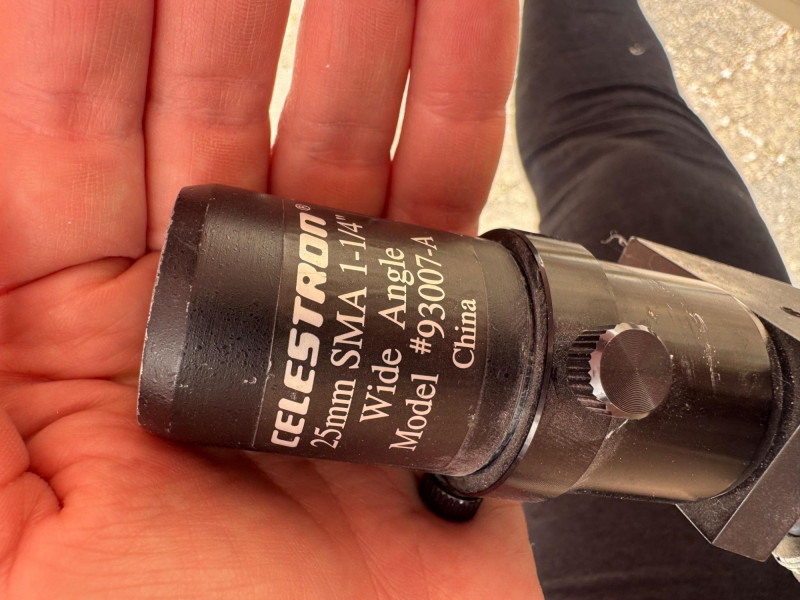 CELESTRON®
25mm SMA 1-1/4"
Wide Angle
Model #93007-A
China